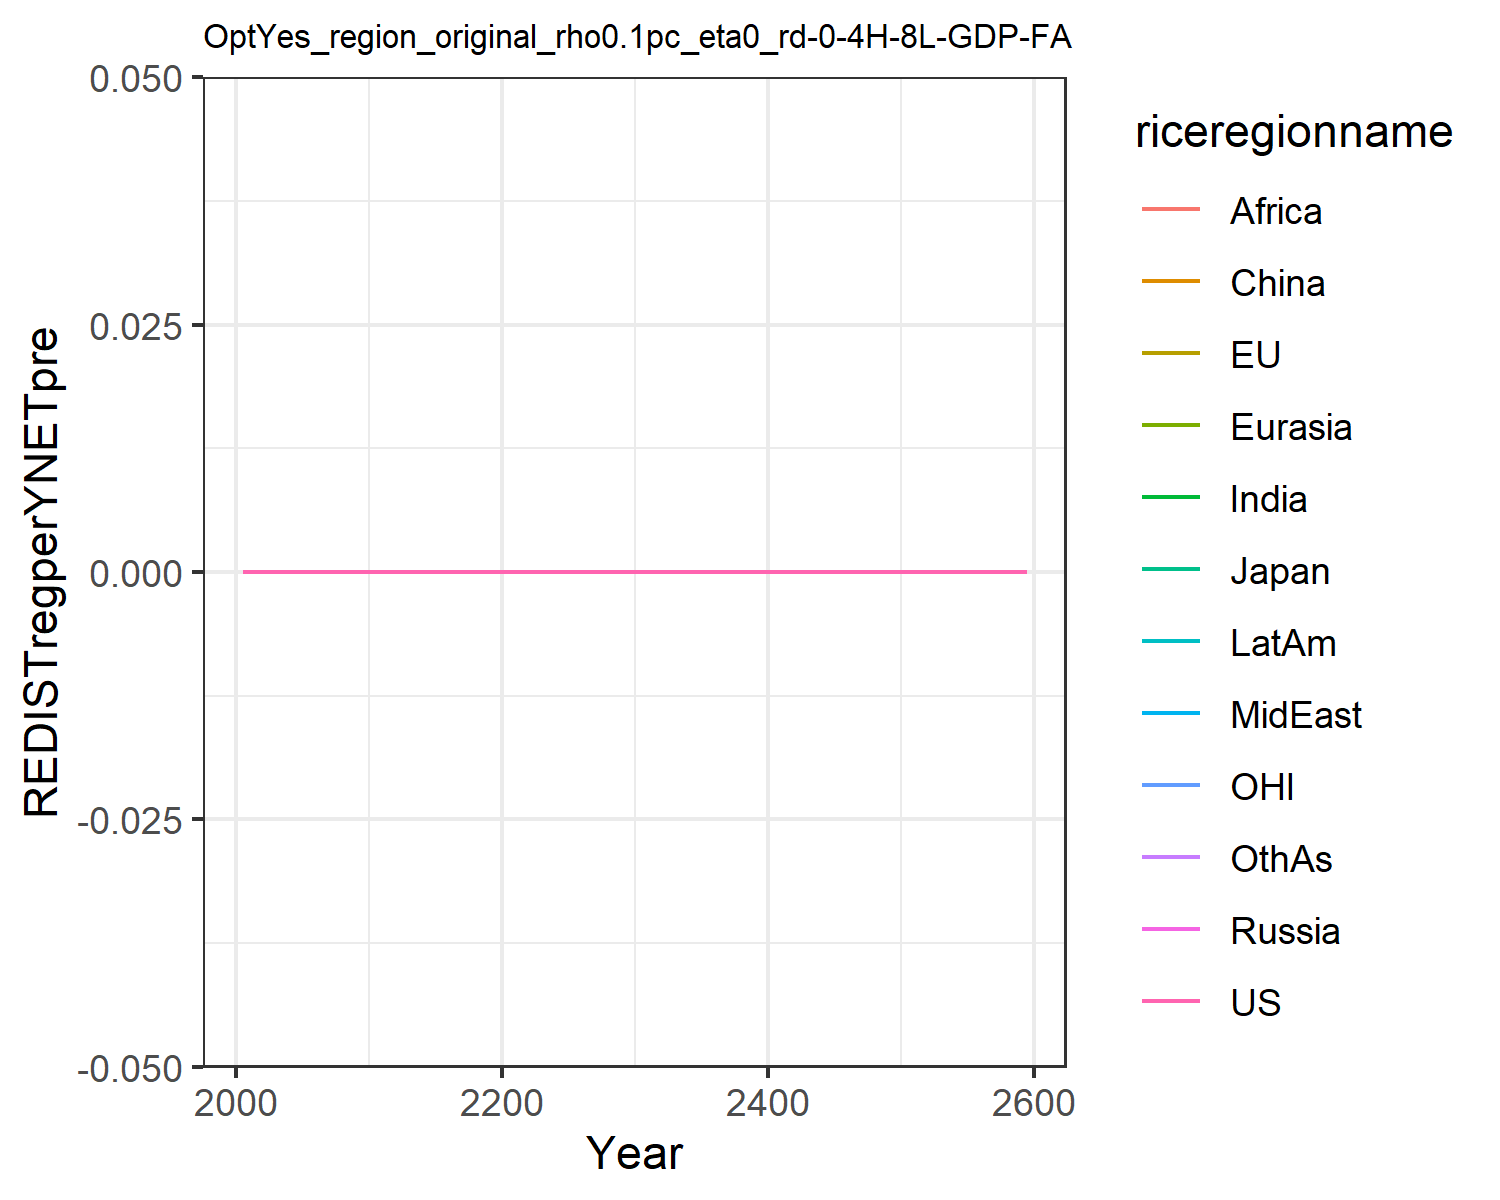 OptYes_region_original_rho0.1pc_eta0_rd-0-4H-8L-GDP-FA
0.050
0.025
0.000
-0.025
-0.050
REDISTregperYNETpre
2000
2200
2400
2600
Year
riceregionname
Africa
China
EU
Eurasia
India
Japan
LatAm
MidEast
OHI
OthAs
Russia
US